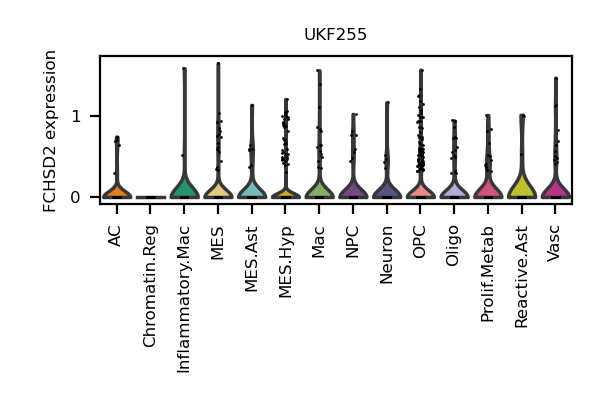 UKF255
FCHSD2 expression
1
0
AC
Chromatin.Reg
Inflammatory.Mac
MES
MES.Ast
MES.Hyp
Mac
NPC
Neuron
OPC
Oligo
Prolif.Metab
Reactive.Ast
Vasc